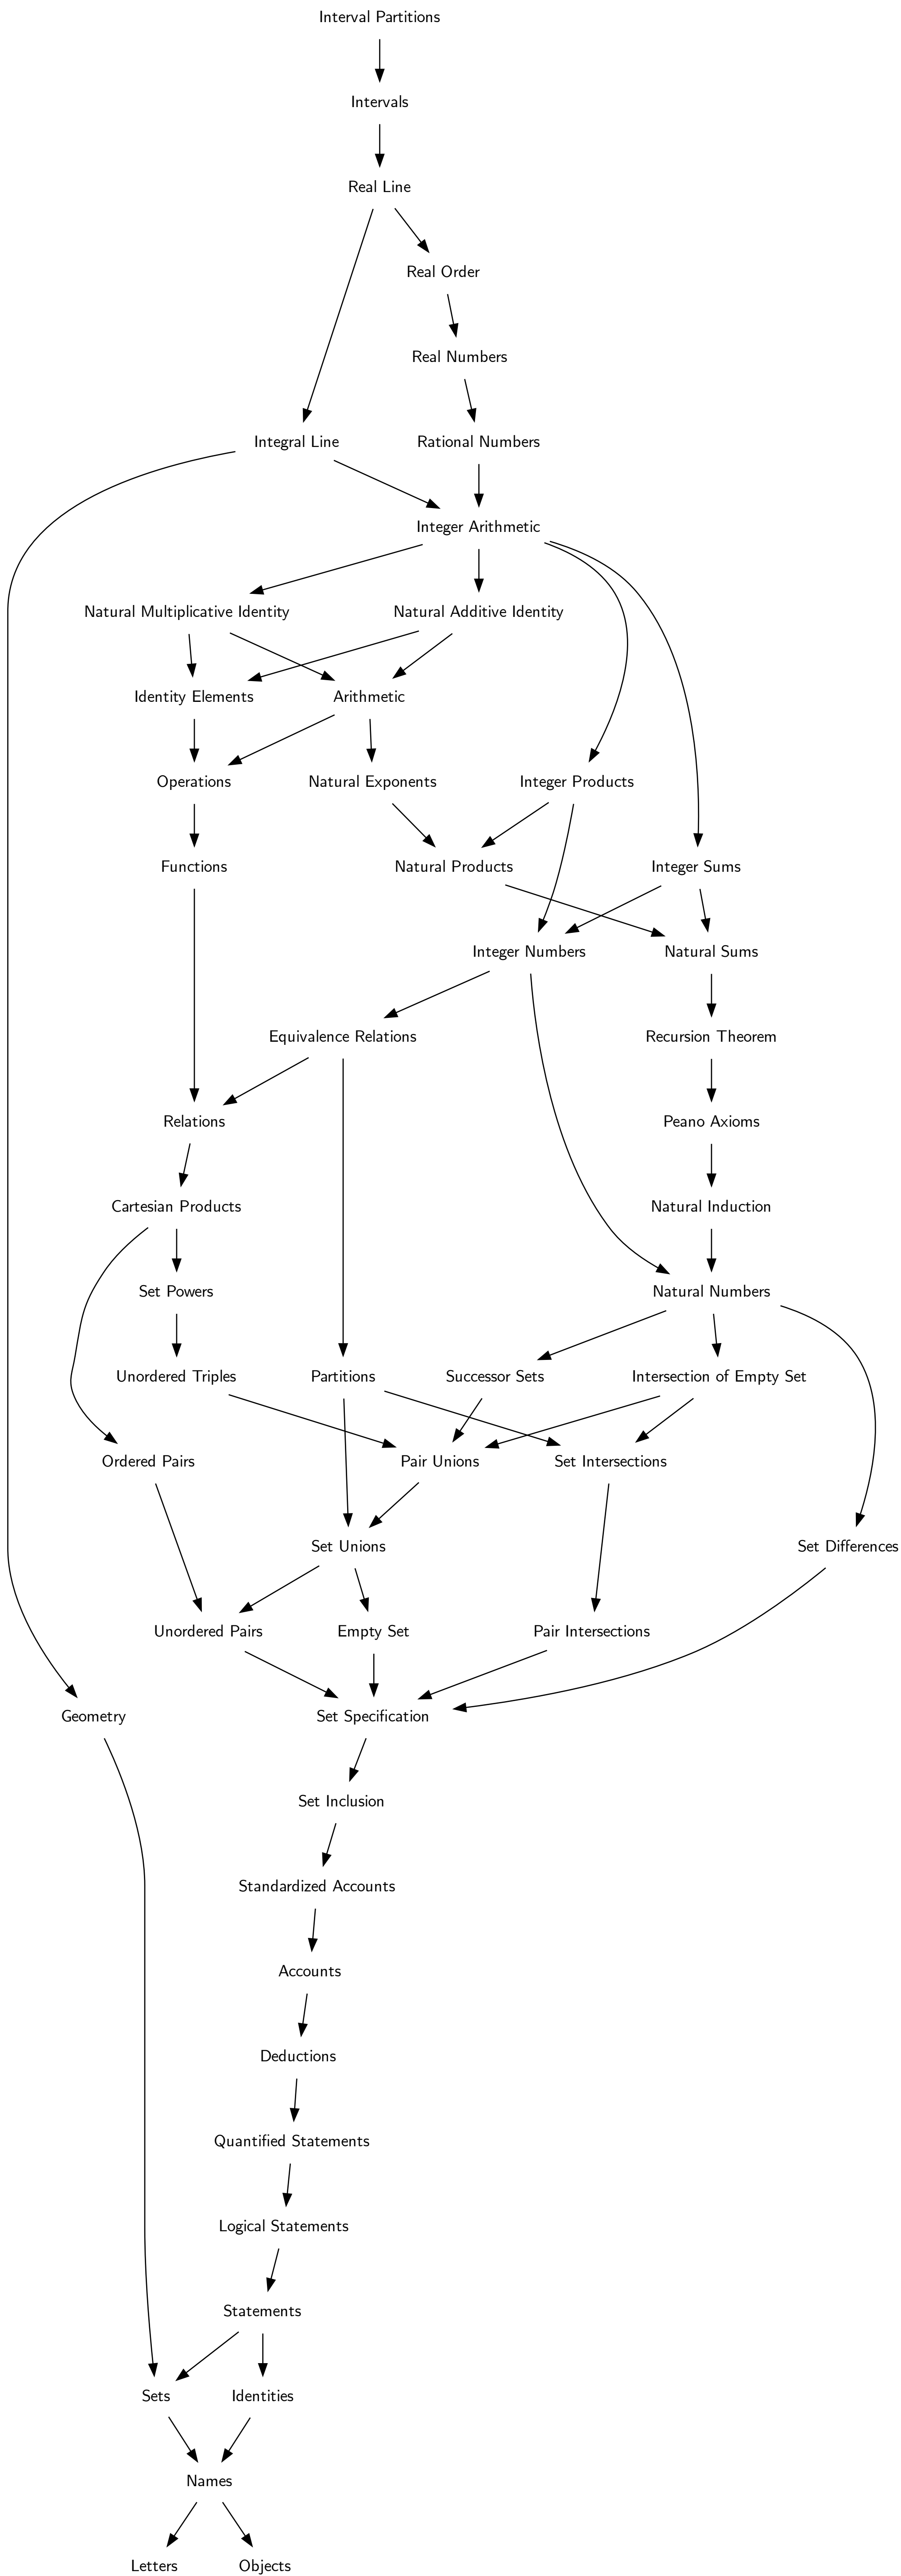 Interval Partitions
Intervals
Real Line
Real Order
Real Numbers
Integral Line
Rational Numbers
Integer Arithmetic
Natural Multiplicative Identity
Natural Additive Identity
Identity Elements
Arithmetic
Operations
Natural Exponents
Integer Products
Functions
Natural Products
Integer Sums
Integer Numbers
Natural Sums
Equivalence Relations
Recursion Theorem
Relations
Peano Axioms
Cartesian Products
Natural Induction
Set Powers
Natural Numbers
Unordered Triples
Partitions
Successor Sets
Intersection of Empty Set
Ordered Pairs
Pair Unions
Set Intersections
Set Unions
Set Differences
Unordered Pairs
Empty Set
Pair Intersections
Geometry
Set Specification
Set Inclusion
Standardized Accounts
Accounts
Deductions
Quantified Statements
Logical Statements
Statements
Sets
Identities
Names
Letters
Objects